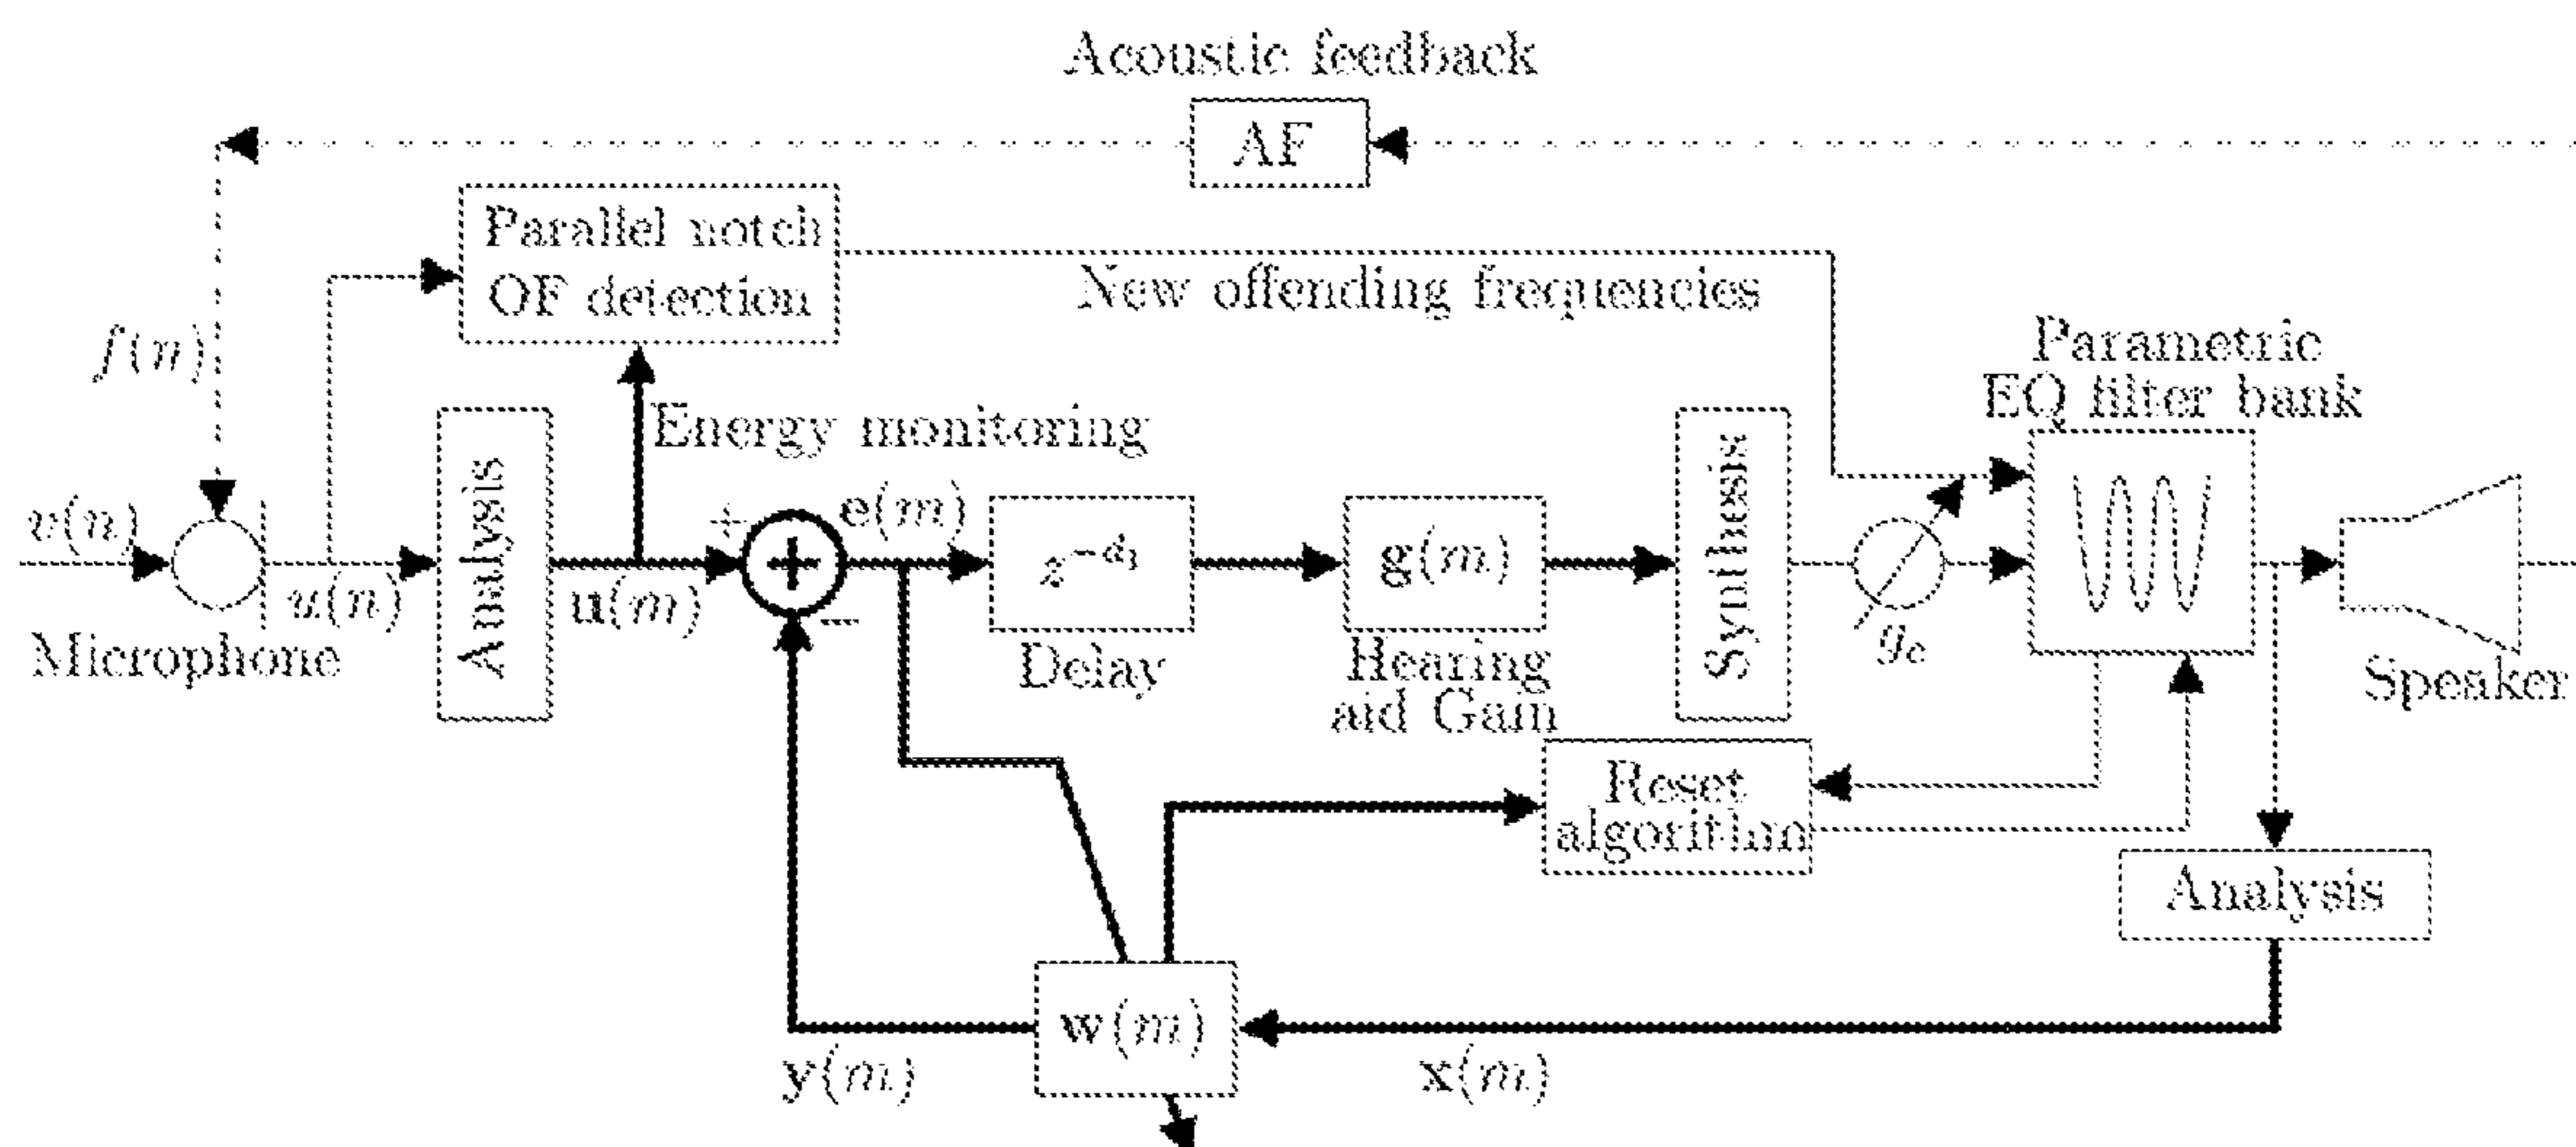 Acoustic feedback
AF
Parallel notch
OF detection
New offending frequencies
f(n)
Parametric
EQ filter bank
Energy monitoring
v(n)
Microphone
u(n)
Analysis
u(m)
+
+
−
e(m)
z^{-d_1}
Delay
g(m)
Hearing
aid Gain
Synthesis
g_c
Speaker
Reset
algorithm
Analysis
w(m)
y(m)
x(m)